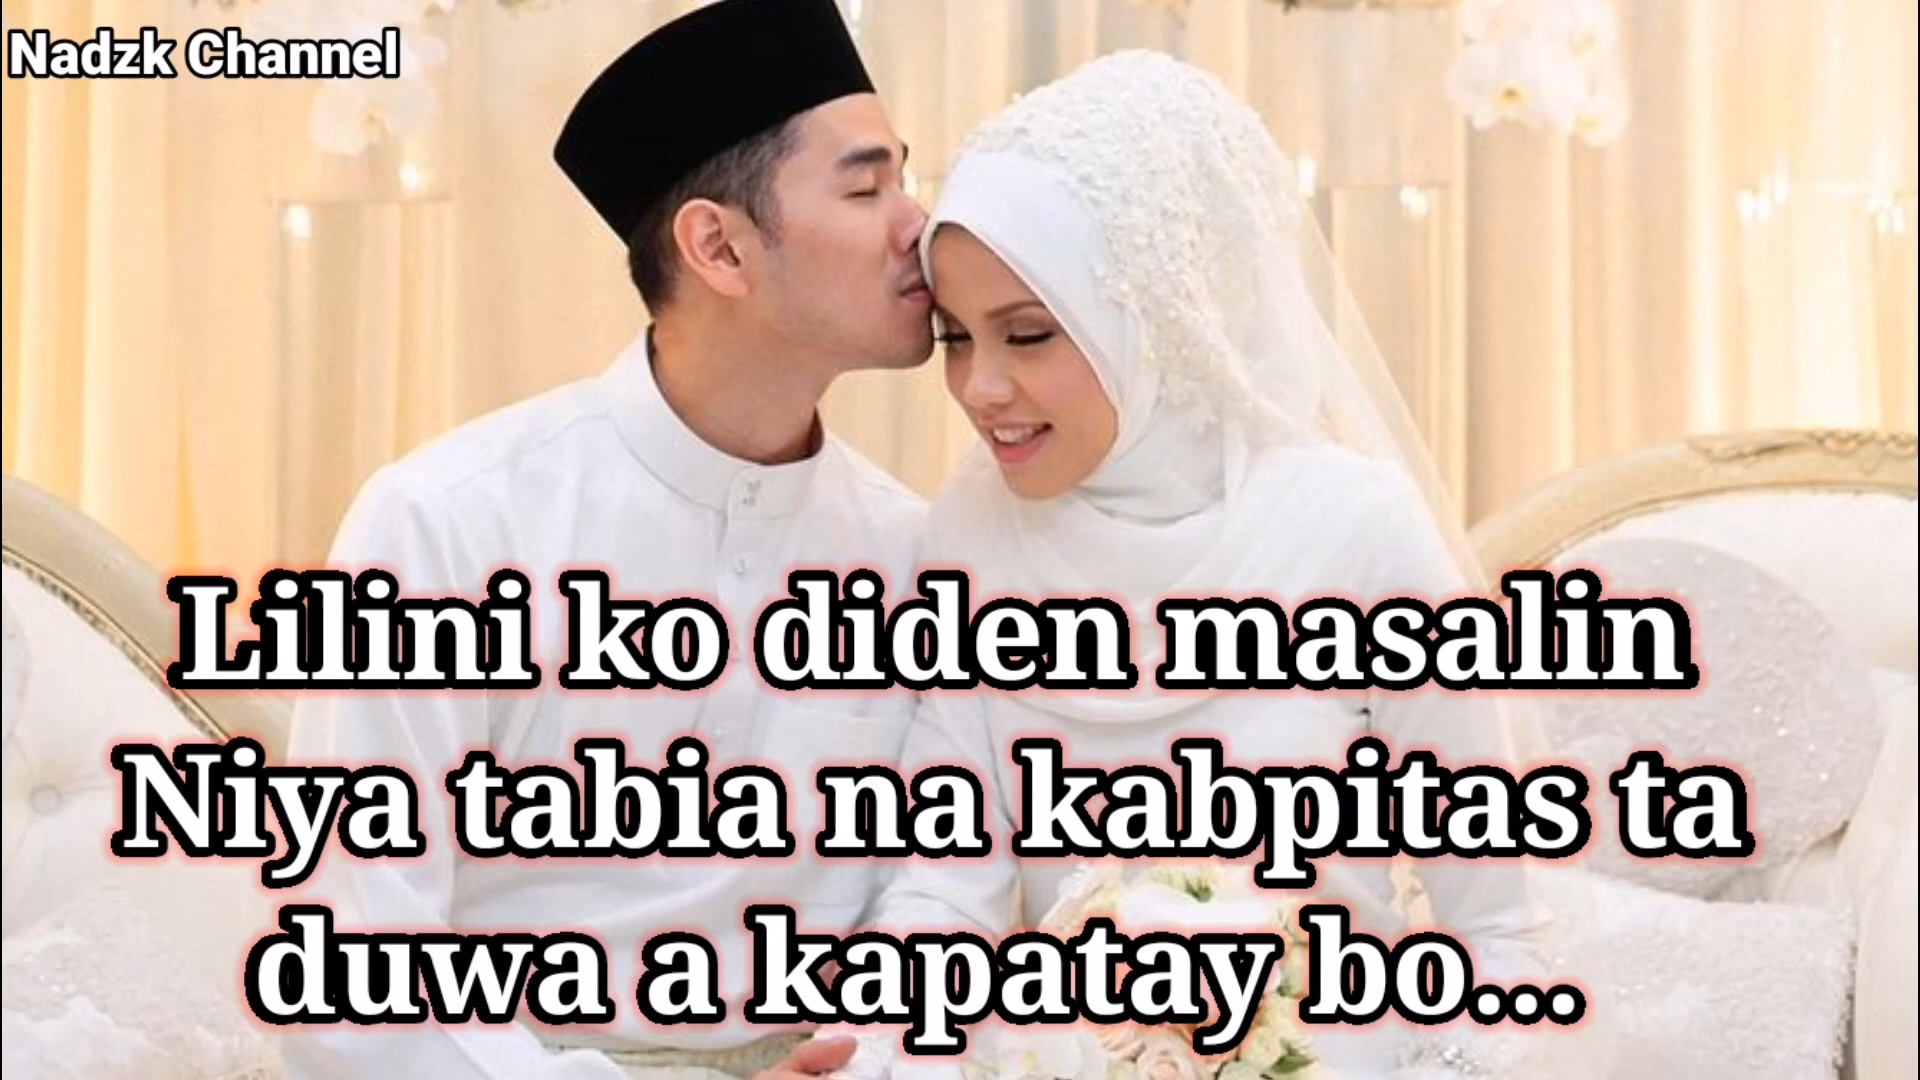 Nadzk Channel
Lilini ko diden masalin
Niya tabia na kabpitas ta
duwa a kapatay bo...